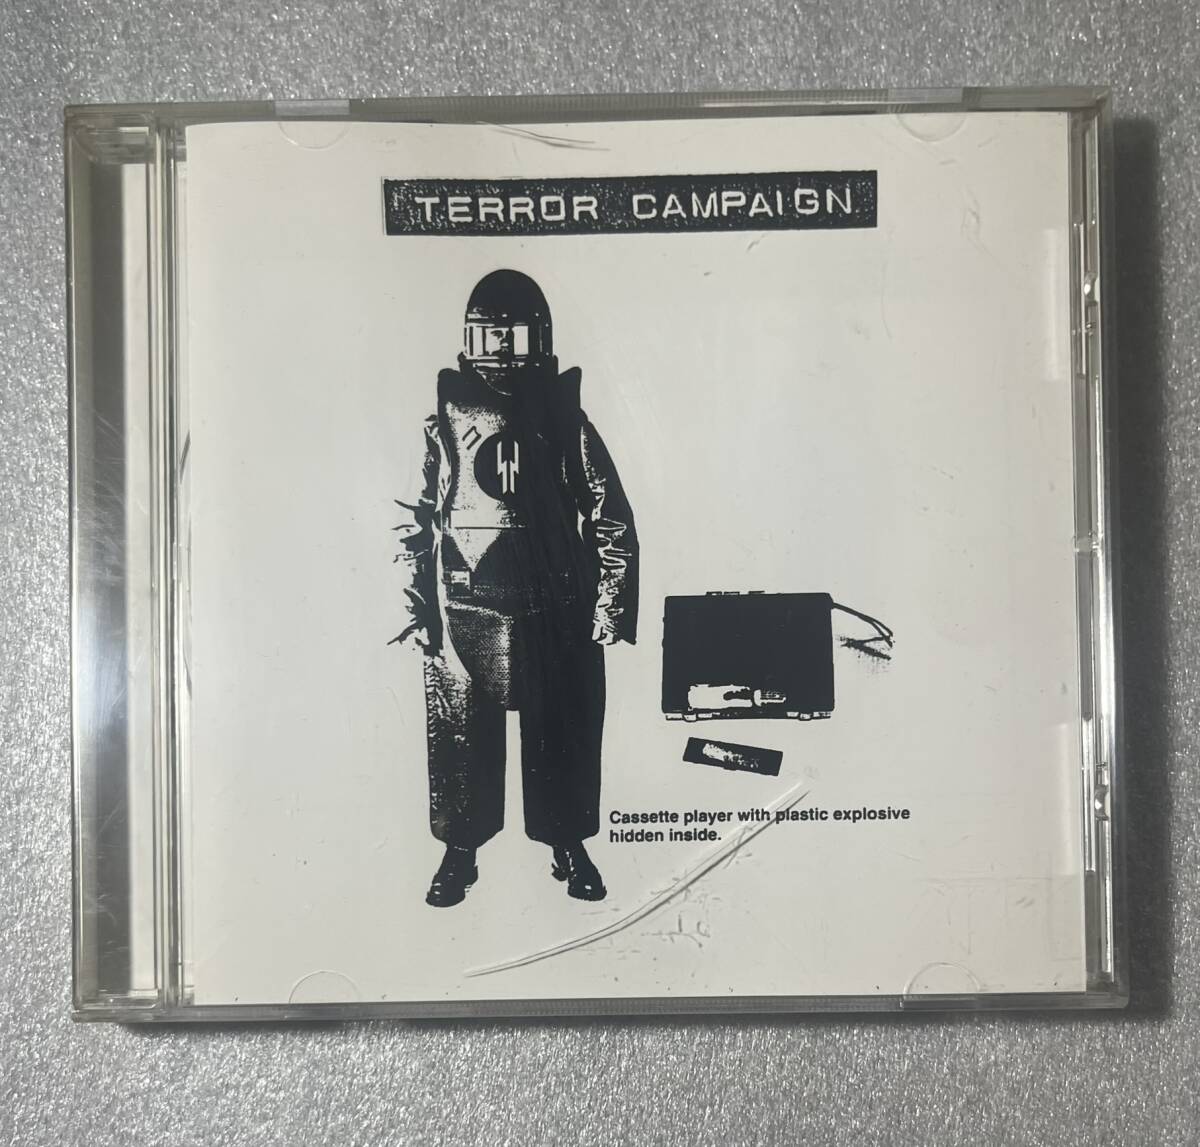 TERROR CAMPAIGN
Cassette player with plastic explosive
hidden inside.